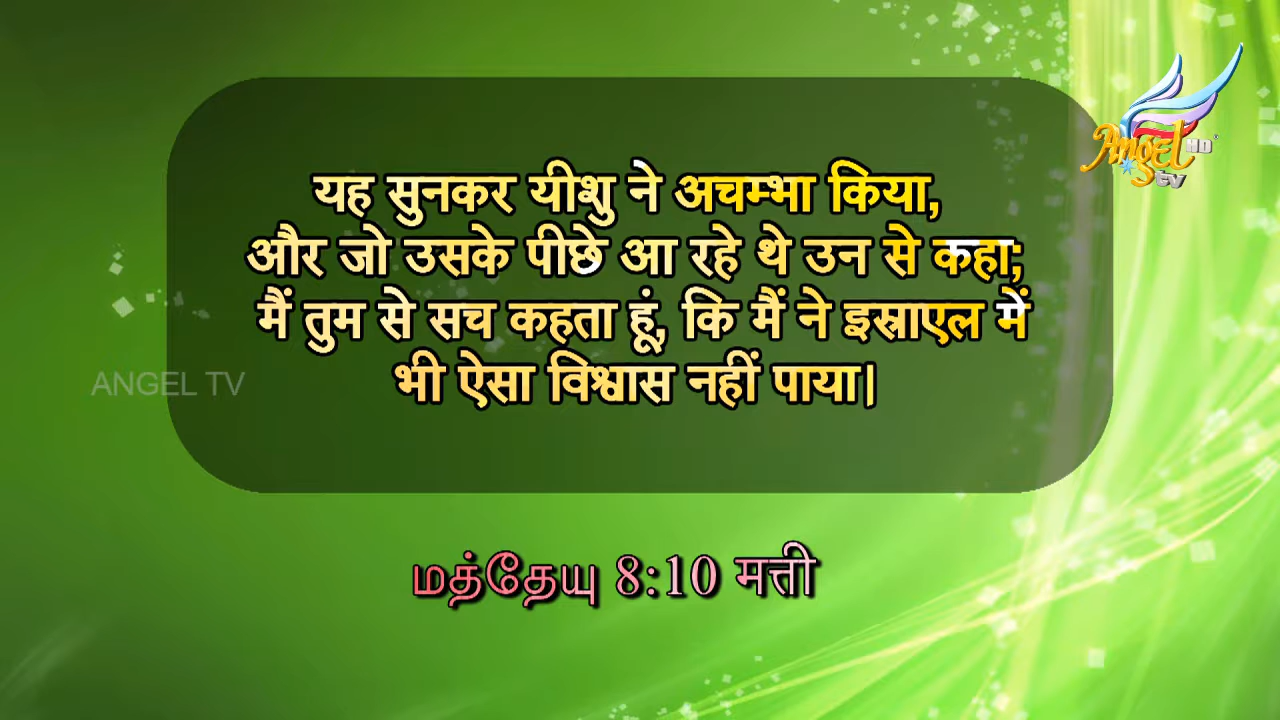 यह सुनकर यीशु ने अचम्भा किया,
और जो उसके पीछे आ रहे थे उन से कहा;
मैं तुम से सच कहता हूं, कि मैं ने इस्राएल में
भी ऐसा विश्वास नहीं पाया।
மத்தேயு 8:10 मत्ती
ANGEL TV
Angel HD
tv